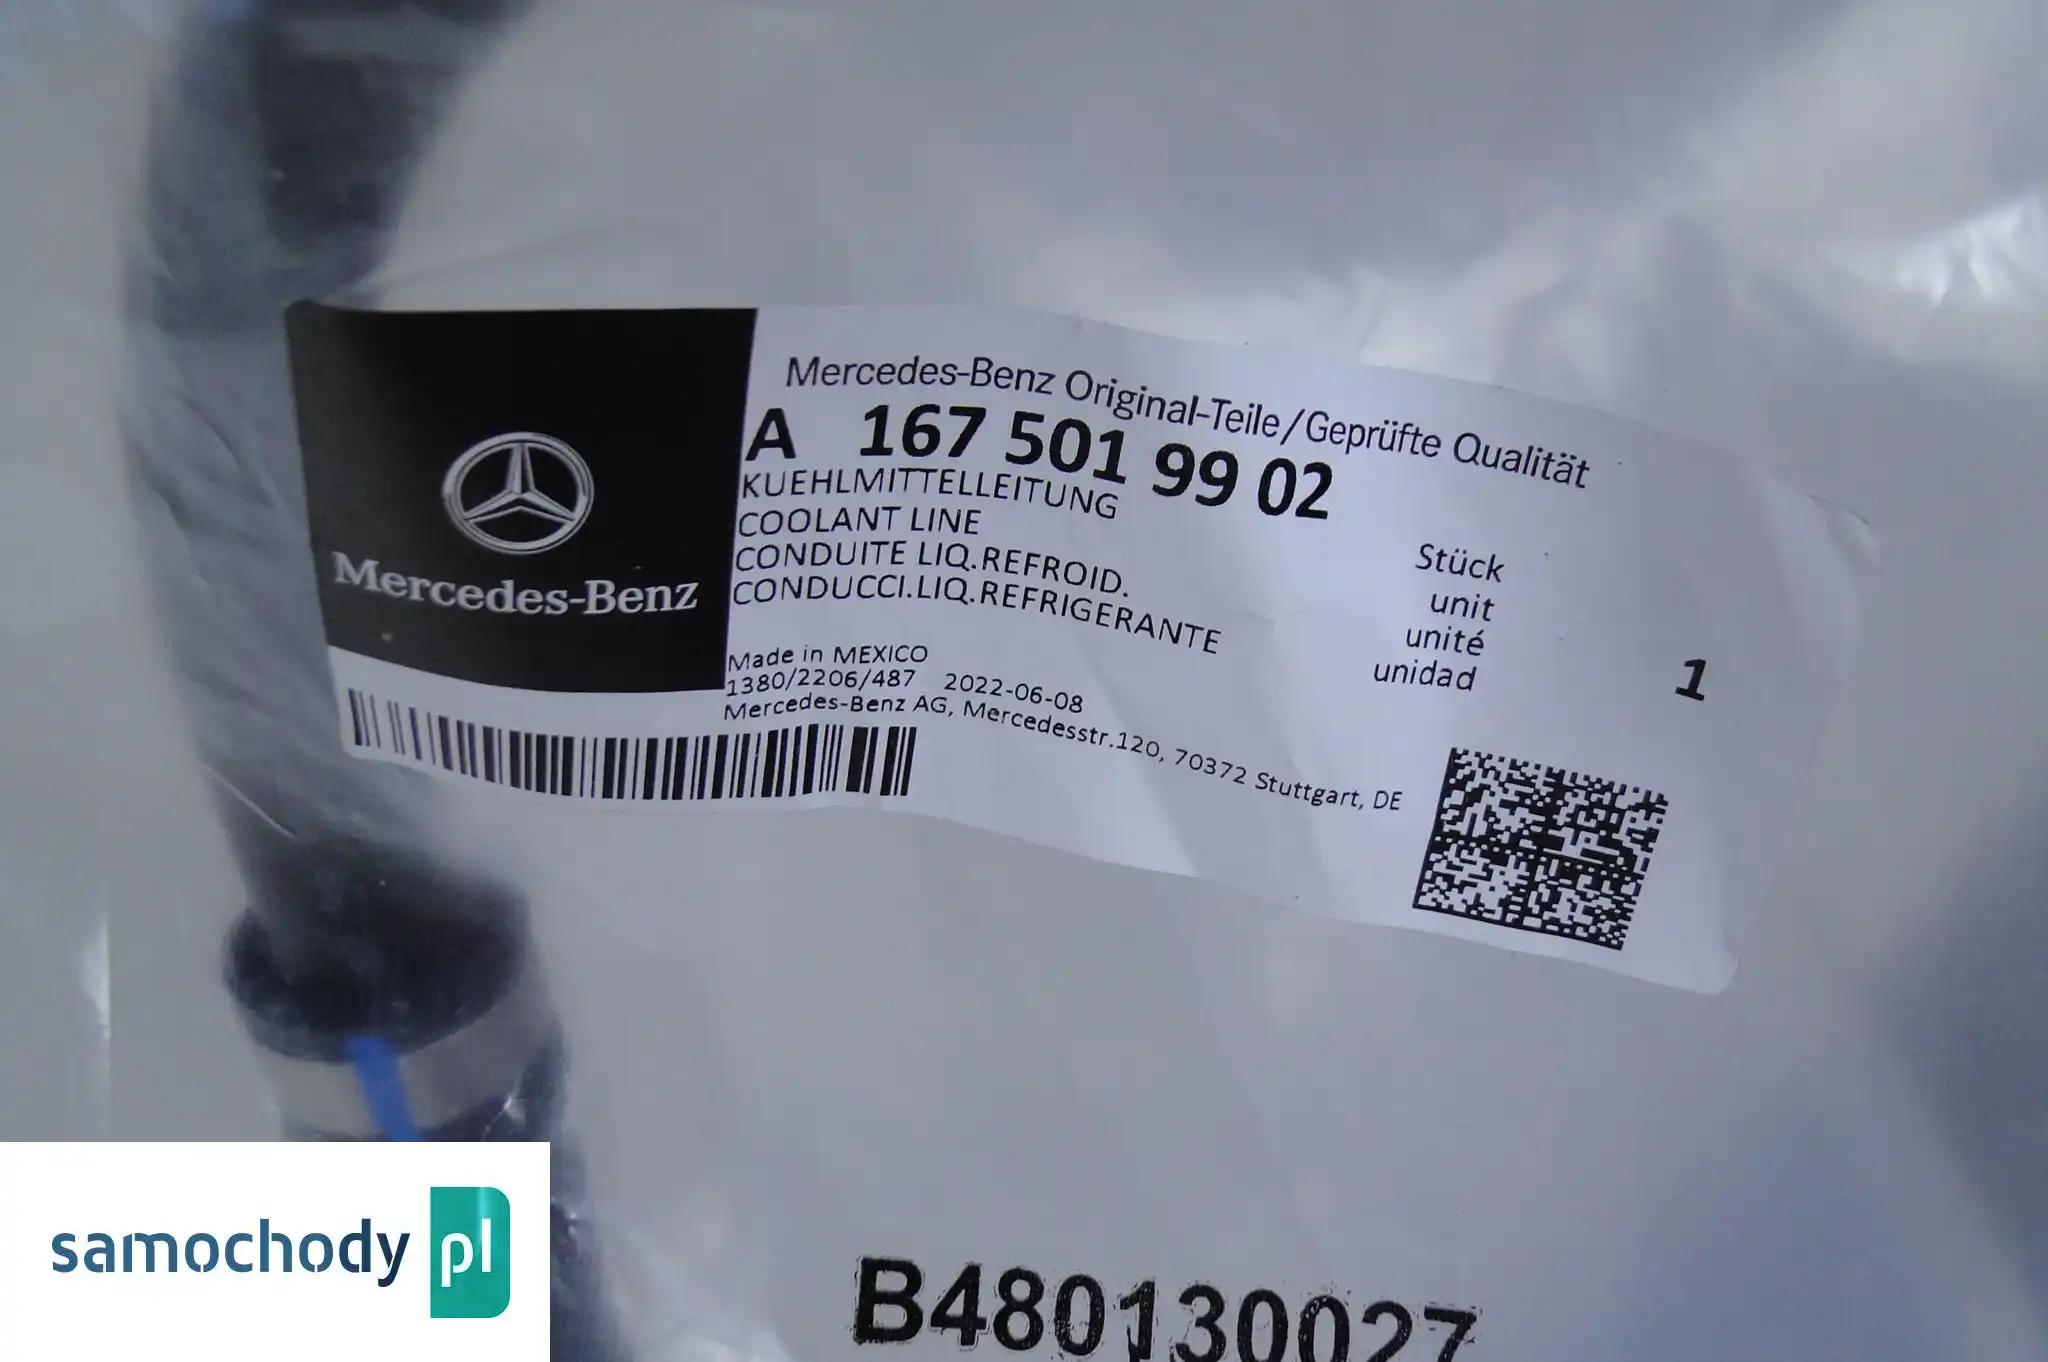 Mercedes-Benz
Mercedes-Benz Original-Teile/Geprüfte Qualität
A 167 501 99 02
KUEHLMITTELLEITUNG
COOLANT LINE
CONDUITE LIQ.REFROID.
CONDUCCI.LIQ.REFRIGERANTE
Stück
unit
unité
unidad
1
Made in MEXICO
1380/2206/487 2022-06-08
Mercedes-Benz AG, Mercedesstr.120, 70372 Stuttgart, DE
samochody pl
B480130027